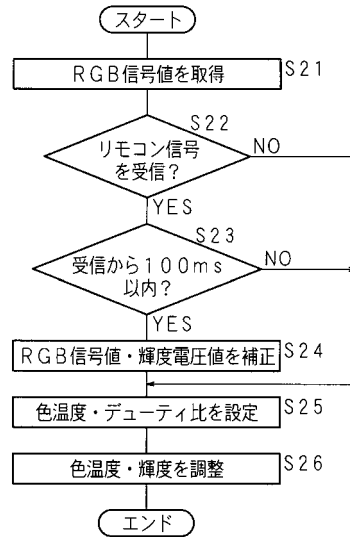 スタート
RGB信号値を取得
S21
S22
リモコン信号
を受信?
NO
YES
S23
受信から100ms
以内?
NO
YES
RGB信号値・輝度電圧値を補正
S24
色温度・デューティ比を設定
S25
色温度・輝度を調整
S26
エンド